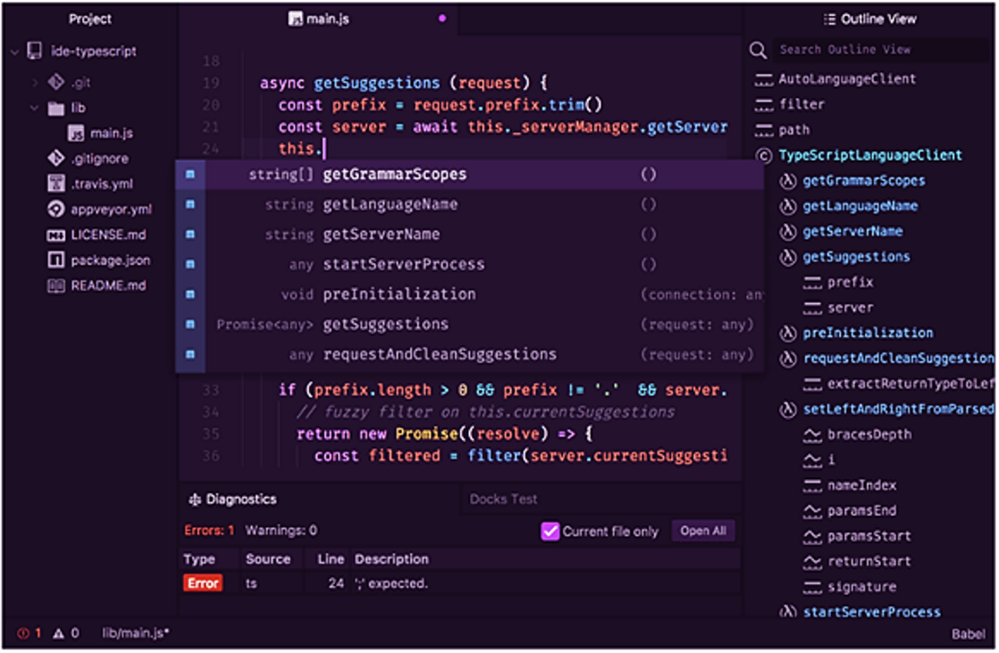 Project
ide-typescript
.git
lib
main.js
.gitignore
.travis.yml
appveyor.yml
LICENSE.md
package.json
README.md
main.js
18
19 async getSuggestions (request) {
20 const prefix = request.prefix.trim()
21 const server = await this._serverManager.getServer
24 this.
string[] getGrammarScopes ()
string getLanguageName ()
string getServerName ()
any startServerProcess ()
void preInitialization (connection: an
Promise<any> getSuggestions (request: any)
any requestAndCleanSuggestions (request: any)
33 if (prefix.length > 0 && prefix != '.' && server.
34 // fuzzy filter on this.currentSuggestions
35 return new Promise((resolve) => {
36 const filtered = filter(server.currentSuggesti
Diagnostics Docks Test
Errors: 1 Warnings: 0 Current file only Open All
Type Source Line Description
Error ts 24 ';' expected.
Outline View
Search Outline View
AutoLanguageClient
filter
path
TypeScriptLanguageClient
getGrammarScopes
getLanguageName
getServerName
getSuggestions
prefix
server
preInitialization
requestAndCleanSuggestion
extractReturnTypeToLef
setLeftAndRightFromParsed
bracesDepth
i
nameIndex
paramsEnd
paramsStart
returnStart
signature
startServerProcess
1 0 lib/main.js* Babel